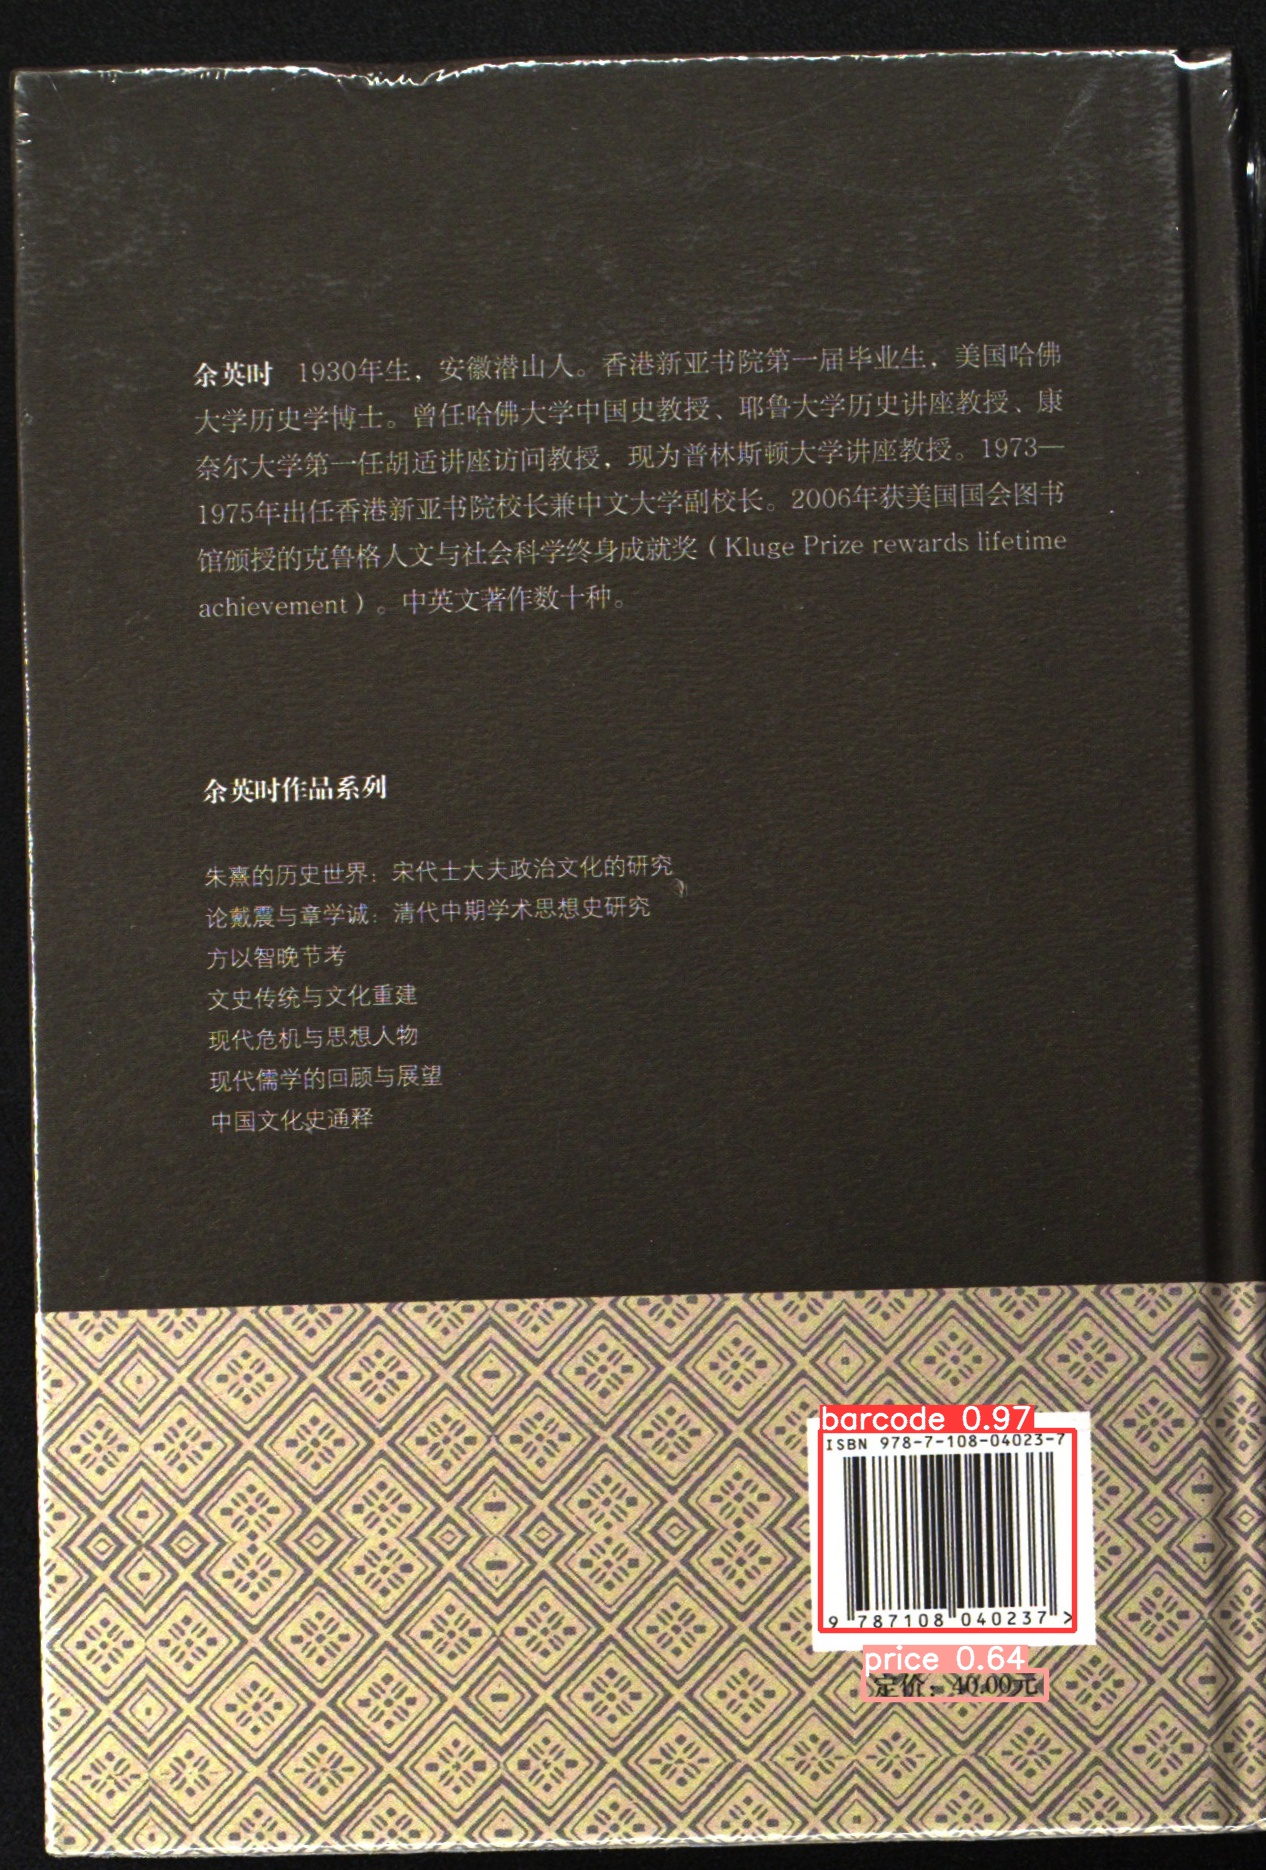 余英时 1930年生，安徽潜山人。香港新亚书院第一届毕业生，美国哈佛
大学历史学博士。曾任哈佛大学中国史教授、耶鲁大学历史讲座教授、康
奈尔大学第一任胡适讲座访问教授，现为普林斯顿大学讲座教授。1973—
1975年出任香港新亚书院校长兼中文大学副校长。2006年获美国国会图书
馆颁授的克鲁格人文与社会科学终身成就奖（Kluge Prize rewards lifetime
achievement）。中英文著作数十种。
余英时作品系列
朱熹的历史世界：宋代士大夫政治文化的研究
论戴震与章学诚：清代中期学术思想史研究
方以智晚节考
文史传统与文化重建
现代危机与思想人物
现代儒学的回顾与展望
中国文化史通释
barcode 0.97
ISBN 978-7-108-04023-7
9 787108 040237 >
price 0.64
定价：40.00元